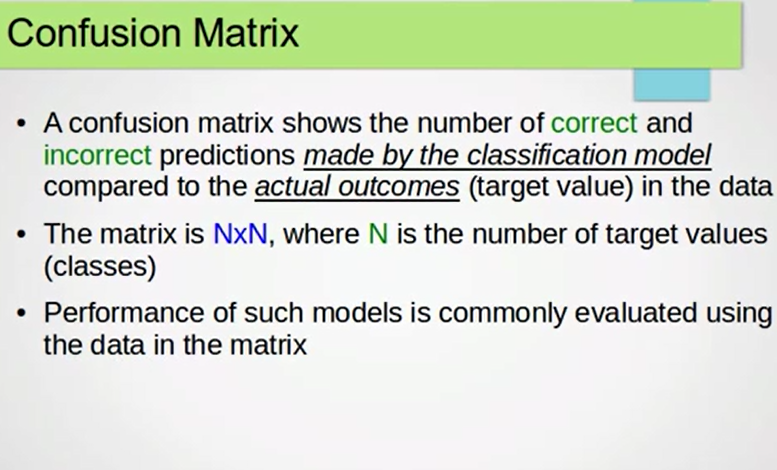 Confusion Matrix
• A confusion matrix shows the number of correct and
incorrect predictions made by the classification model
compared to the actual outcomes (target value) in the data
• The matrix is NxN, where N is the number of target values
(classes)
• Performance of such models is commonly evaluated using
the data in the matrix